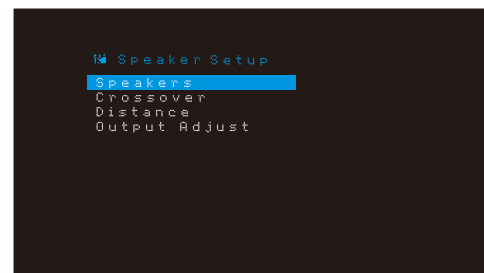 Speaker Setup
Speakers
Crossover
Distance
Output Adjust